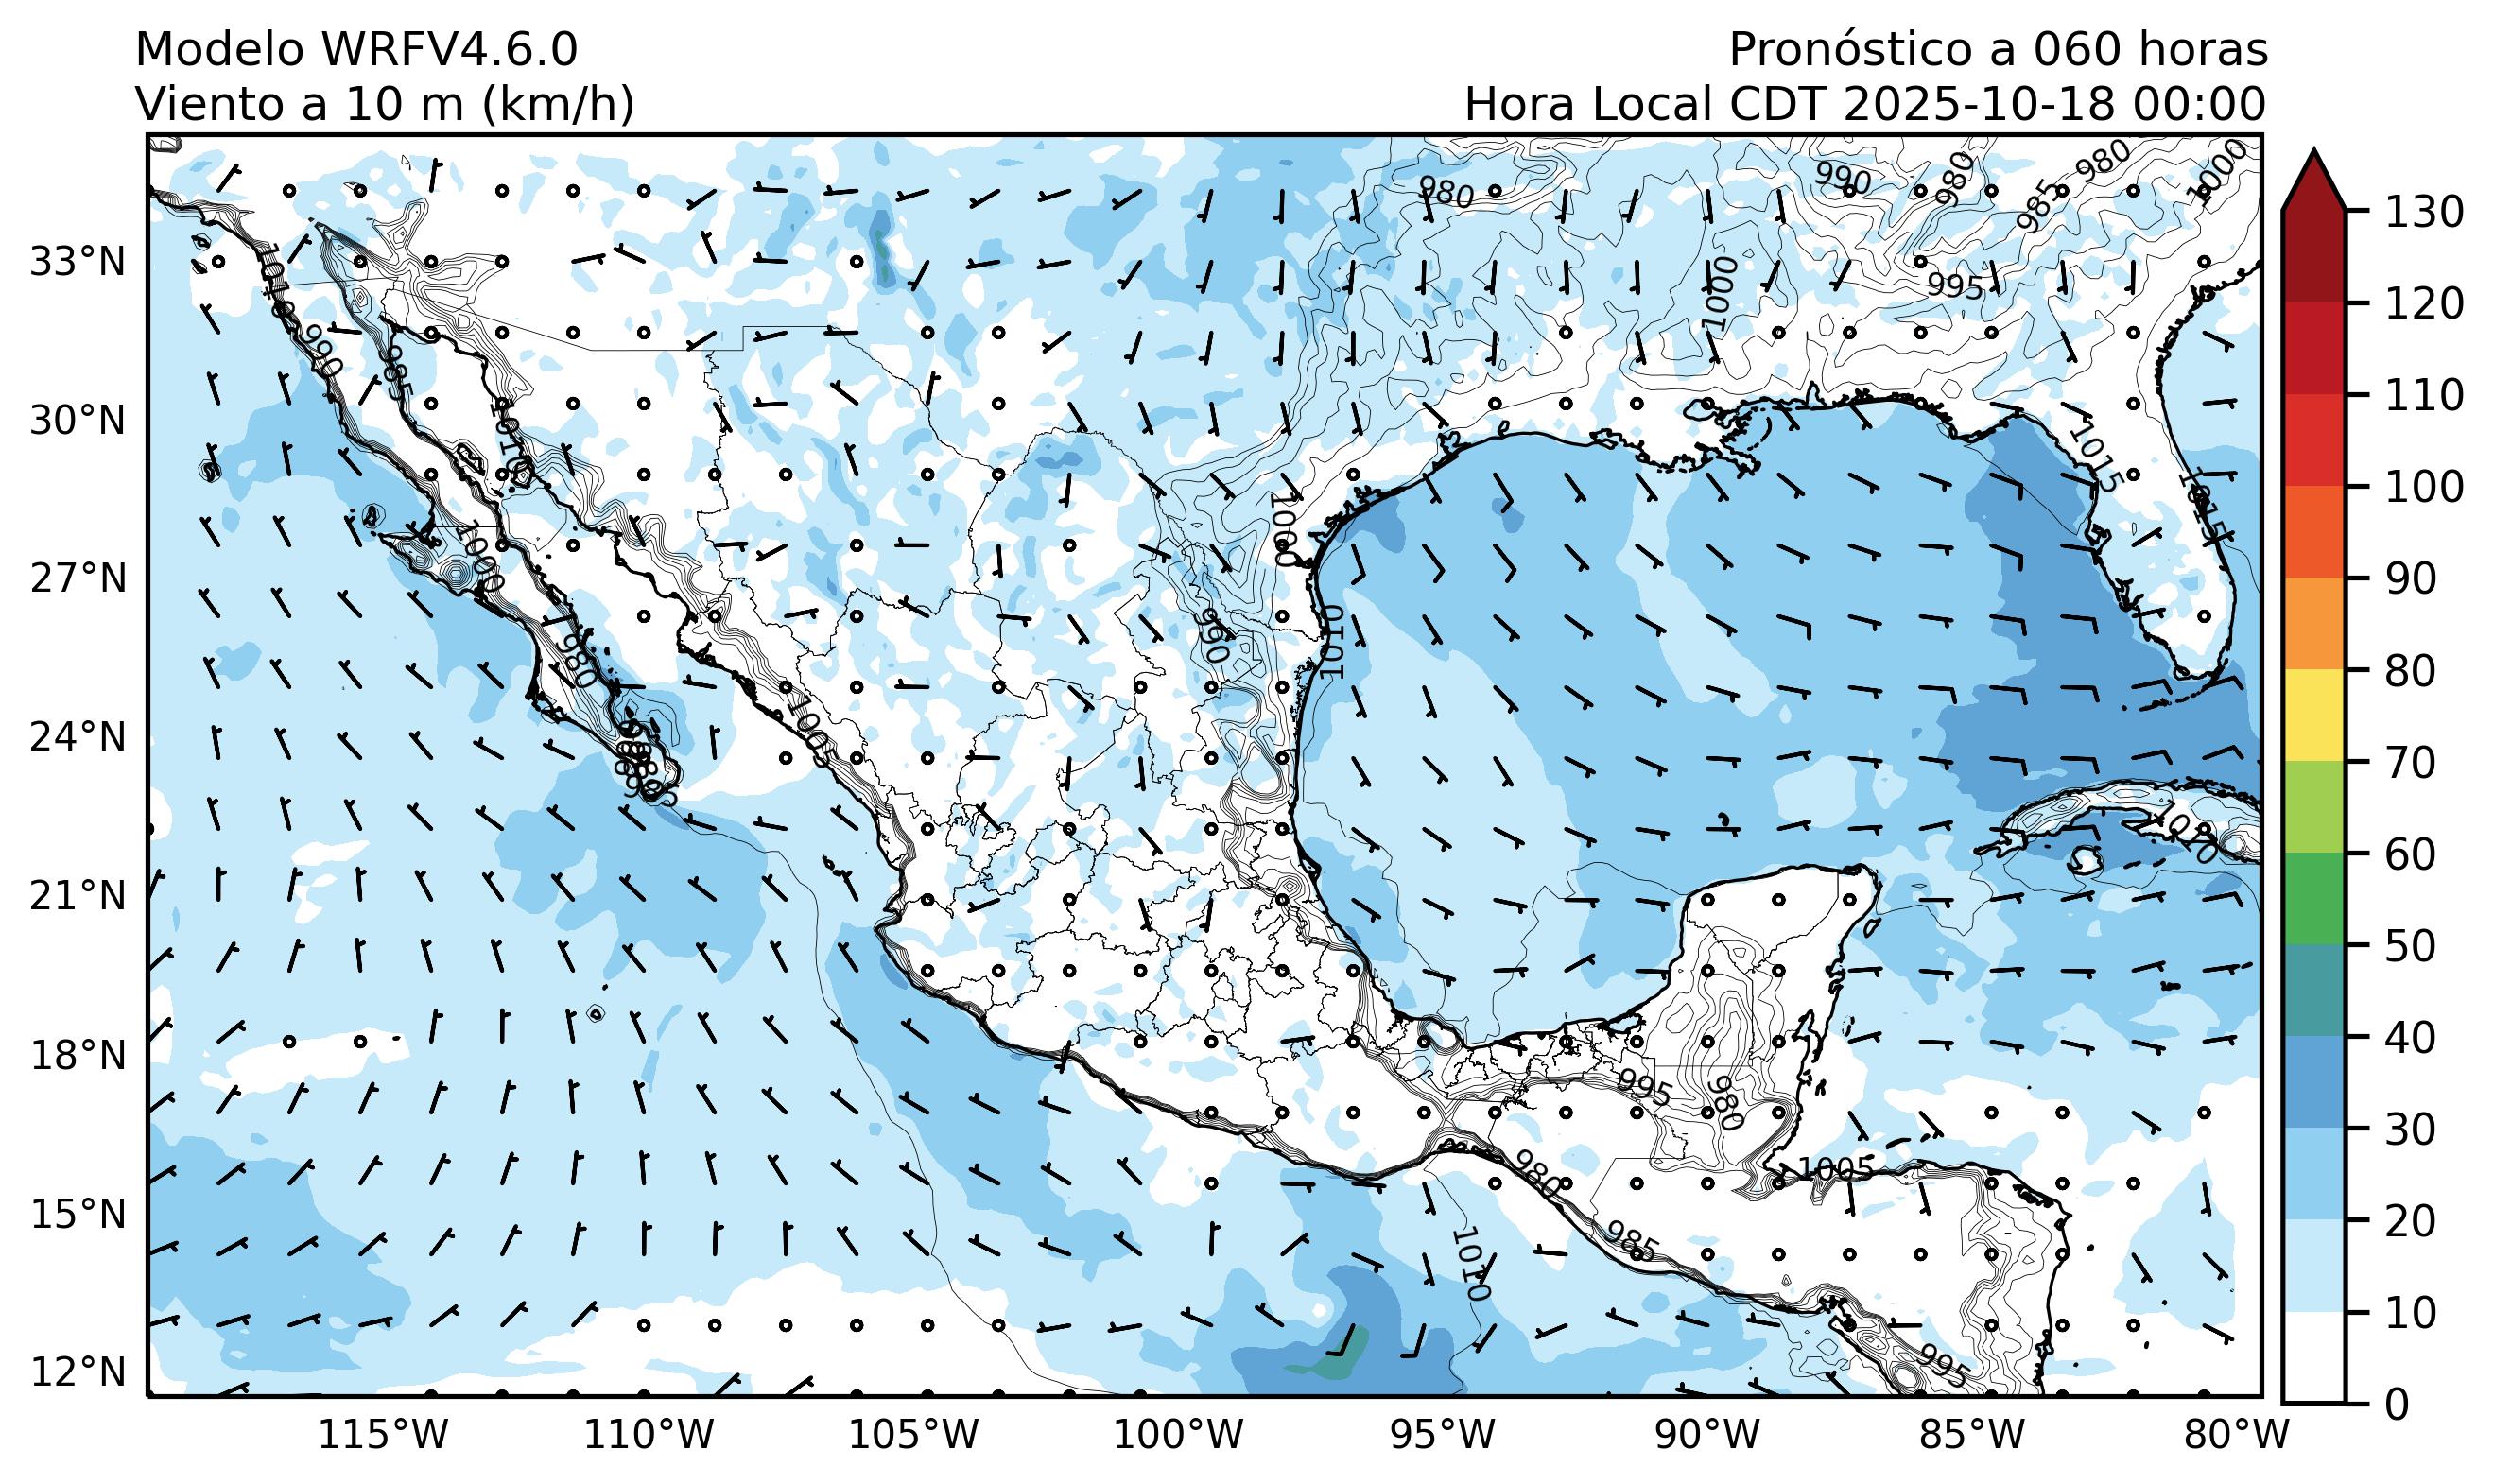 Modelo WRFV4.6.0
Pronóstico a 060 horas
Viento a 10 m (km/h)
Hora Local CDT 2025-10-18 00:00
33°N
30°N
27°N
24°N
21°N
18°N
15°N
12°N
115°W
110°W
105°W
100°W
95°W
90°W
85°W
80°W
130
120
110
100
90
80
70
60
50
40
30
20
10
0
980
990
980
985
980
1000
995
1000
1010
990
985
1010
1000
980
1005
1000
990
1010
1015
1015
1010
995
980
1005
980
985
1010
995